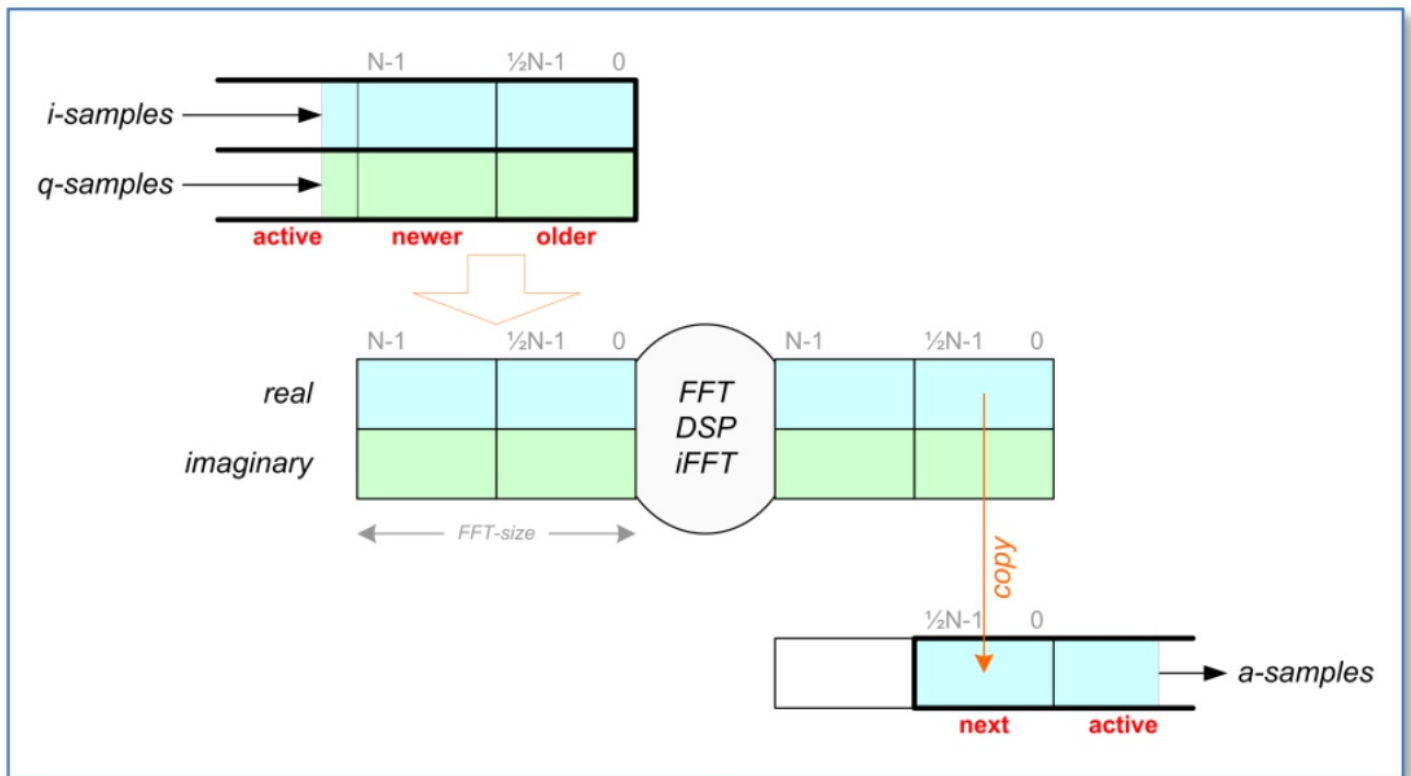 N-1 ½N-1 0
i-samples
q-samples
active newer older
N-1 ½N-1 0 N-1 ½N-1 0
real
imaginary
FFT
DSP
iFFT
FFT-size
copy
½N-1 0
a-samples
next active